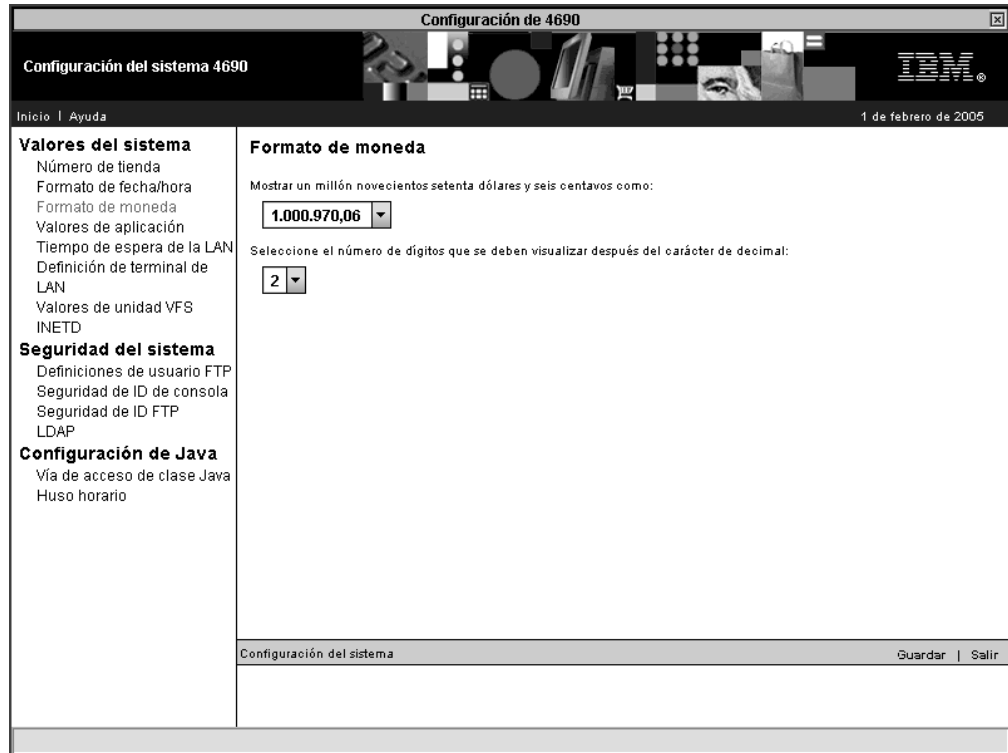 Configuración de 4690
Configuración del sistema 4690
IBM®
Inicio | Ayuda
1 de febrero de 2005
Valores del sistema
Número de tienda
Formato de fecha/hora
Formato de moneda
Valores de aplicación
Tiempo de espera de la LAN
Definición de terminal de
LAN
Valores de unidad VFS
INETD
Seguridad del sistema
Definiciones de usuario FTP
Seguridad de ID de consola
Seguridad de ID FTP
LDAP
Configuración de Java
Vía de acceso de clase Java
Huso horario
Formato de moneda
Mostrar un millón novecientos setenta dólares y seis centavos como:
1.000.970,06
Seleccione el número de dígitos que se deben visualizar después del carácter de decimal:
2
Configuración del sistema
Guardar | Salir